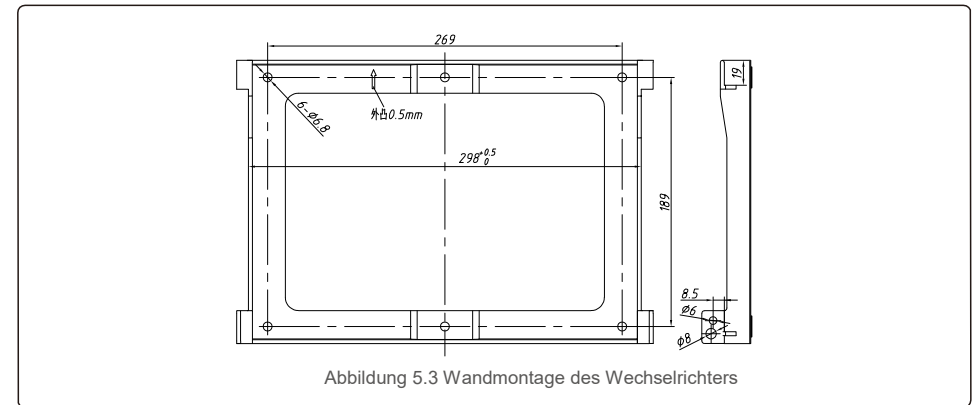 269
19
6-Ø6.8
外凸0.5mm
298 +0.5 0
189
8.5
Ø6
Ø8
Abbildung 5.3 Wandmontage des Wechselrichters